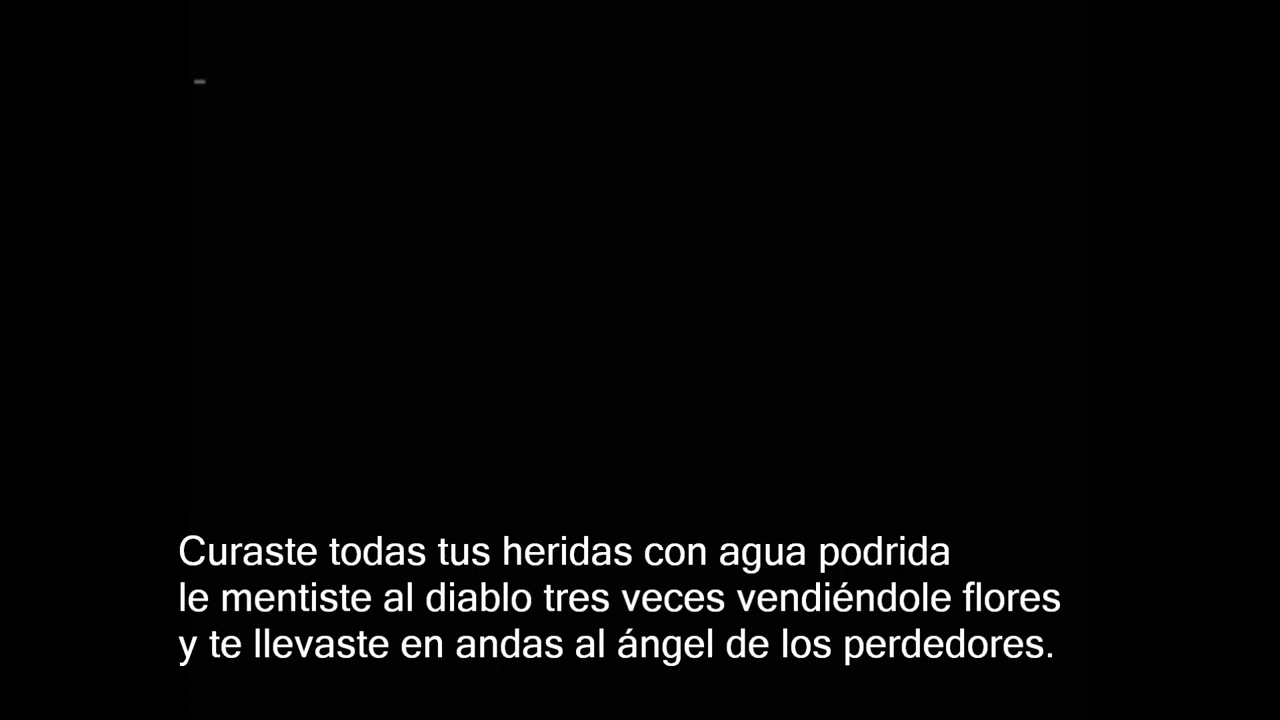 -
Curaste todas tus heridas con agua podrida
le mentiste al diablo tres veces vendiéndole flores
y te llevaste en andas al ángel de los perdedores.